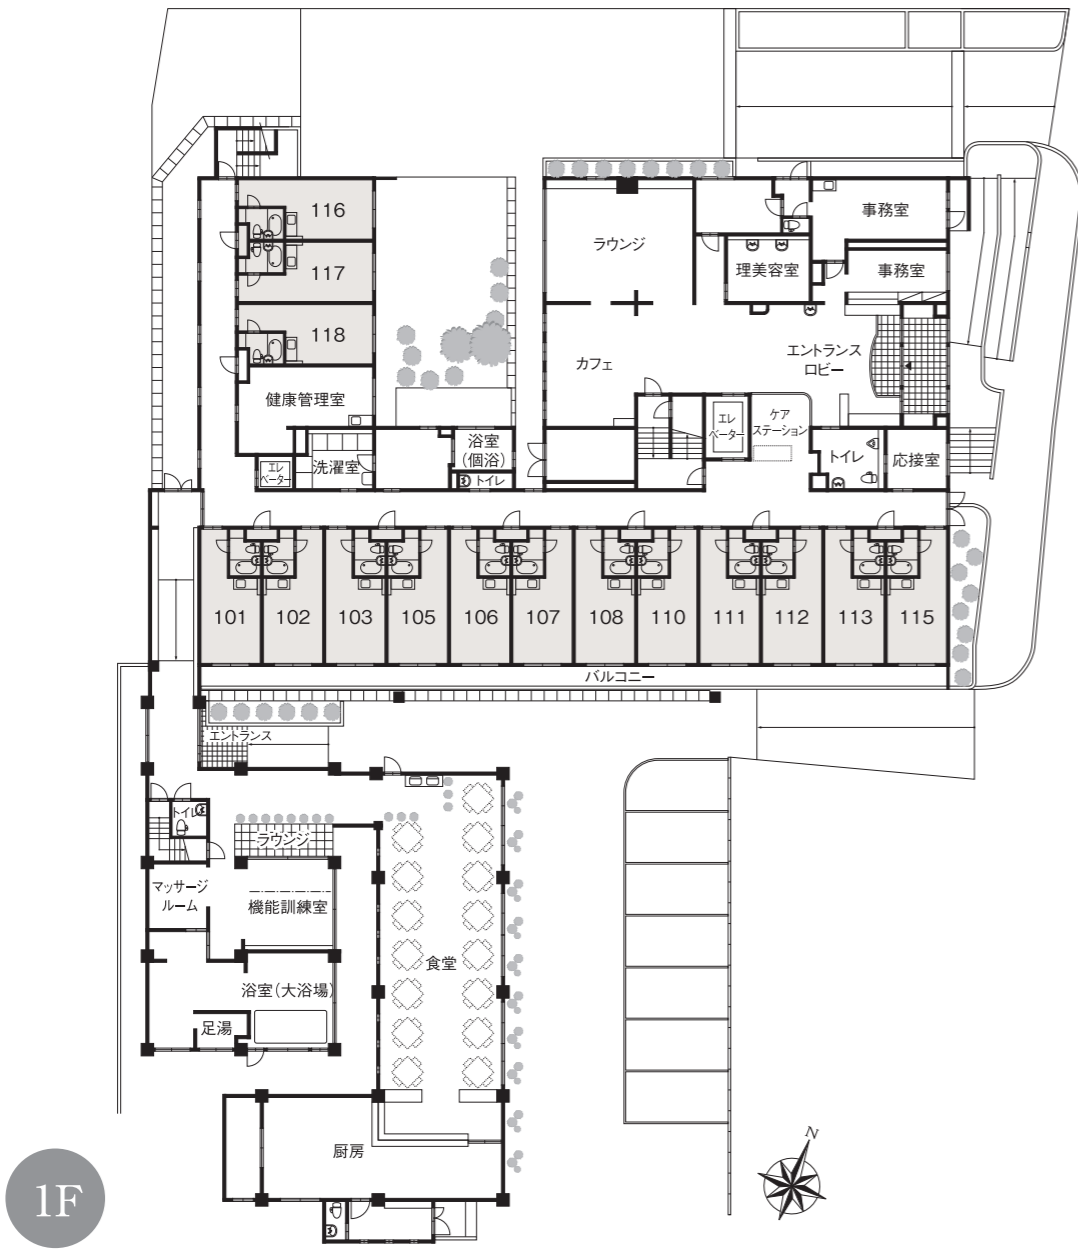 116
117
118
健康管理室
エレ
ベーター
洗濯室
浴室
(個浴)
トイレ
ラウンジ
カフェ
理美容室
事務室
事務室
エントランス
ロビー
エレ
ベーター
ケア
ステーション
トイレ
応接室
101
102
103
105
106
107
108
110
111
112
113
115
バルコニー
エントランス
トイレ
ラウンジ
マッサージ
ルーム
機能訓練室
食堂
浴室(大浴場)
足湯
厨房
N
1F